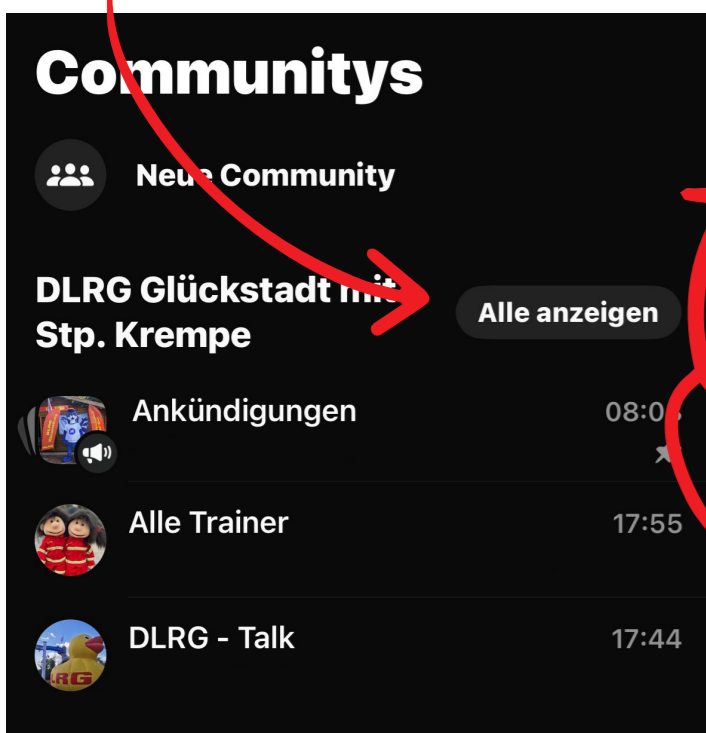 Communitys
Neue Community
DLRG Glückstadt mit
Stp. Krempe
Alle anzeigen
Ankündigungen
Alle Trainer
17:55
DLRG - Talk
17:44